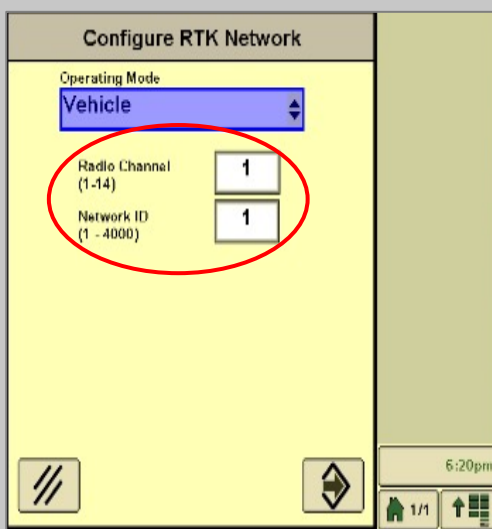 Configure RTK Network
Operating Mode
Vehicle
Radio Channel
(1-14)
1
Network ID
(1 - 4000)
1
6:20pm
1/1